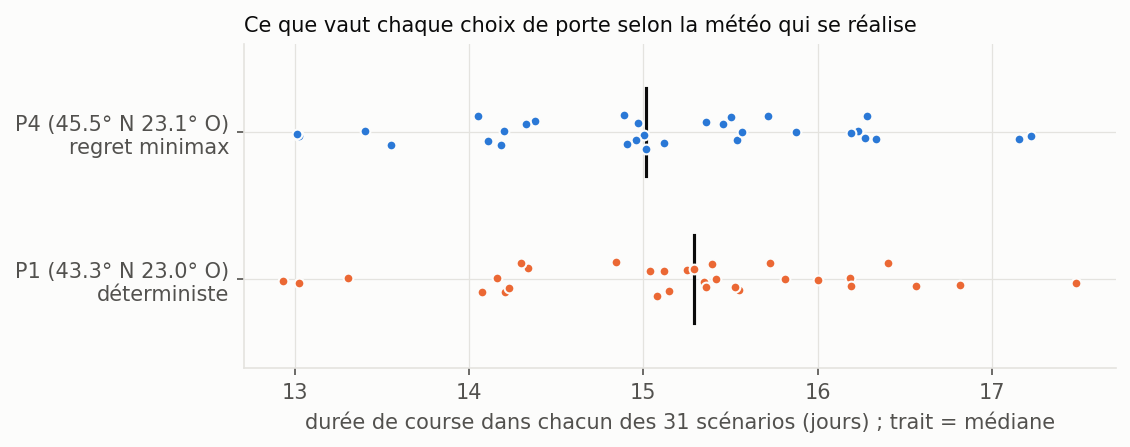 Ce que vaut chaque choix de porte selon la météo qui se réalise
P4 (45.5° N 23.1° O)
regret minimax
P1 (43.3° N 23.0° O)
déterministe
13 14 15 16 17
durée de course dans chacun des 31 scénarios (jours) ; trait = médiane